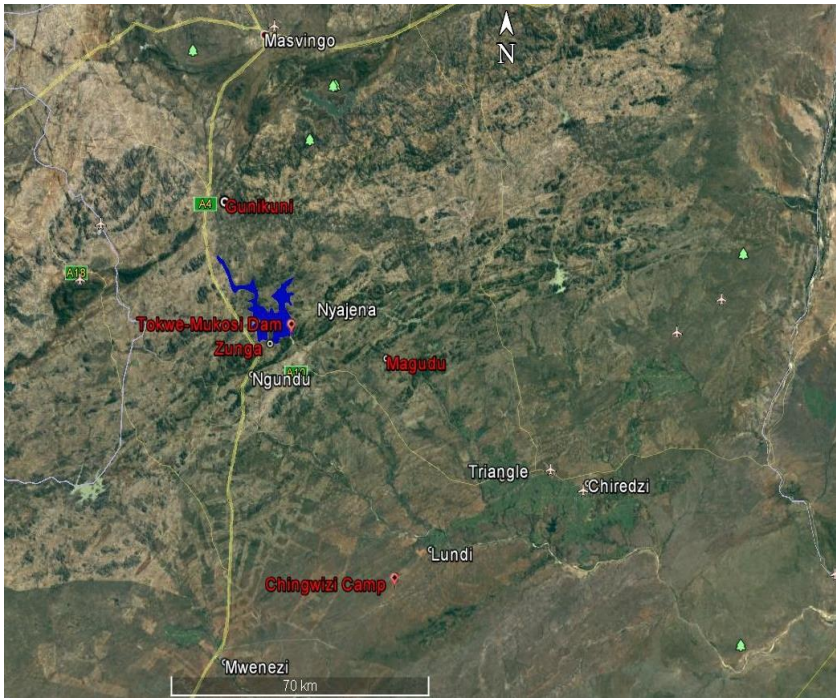 Masvingo
N
A4
Gunikuni
A18
Nyajena
Tokwe-Mukosi Dam
Zunga
Magudu
Ngundu
Triangle
Chiredzi
Lundi
Chingwizi Camp
Mwenezi
70 km